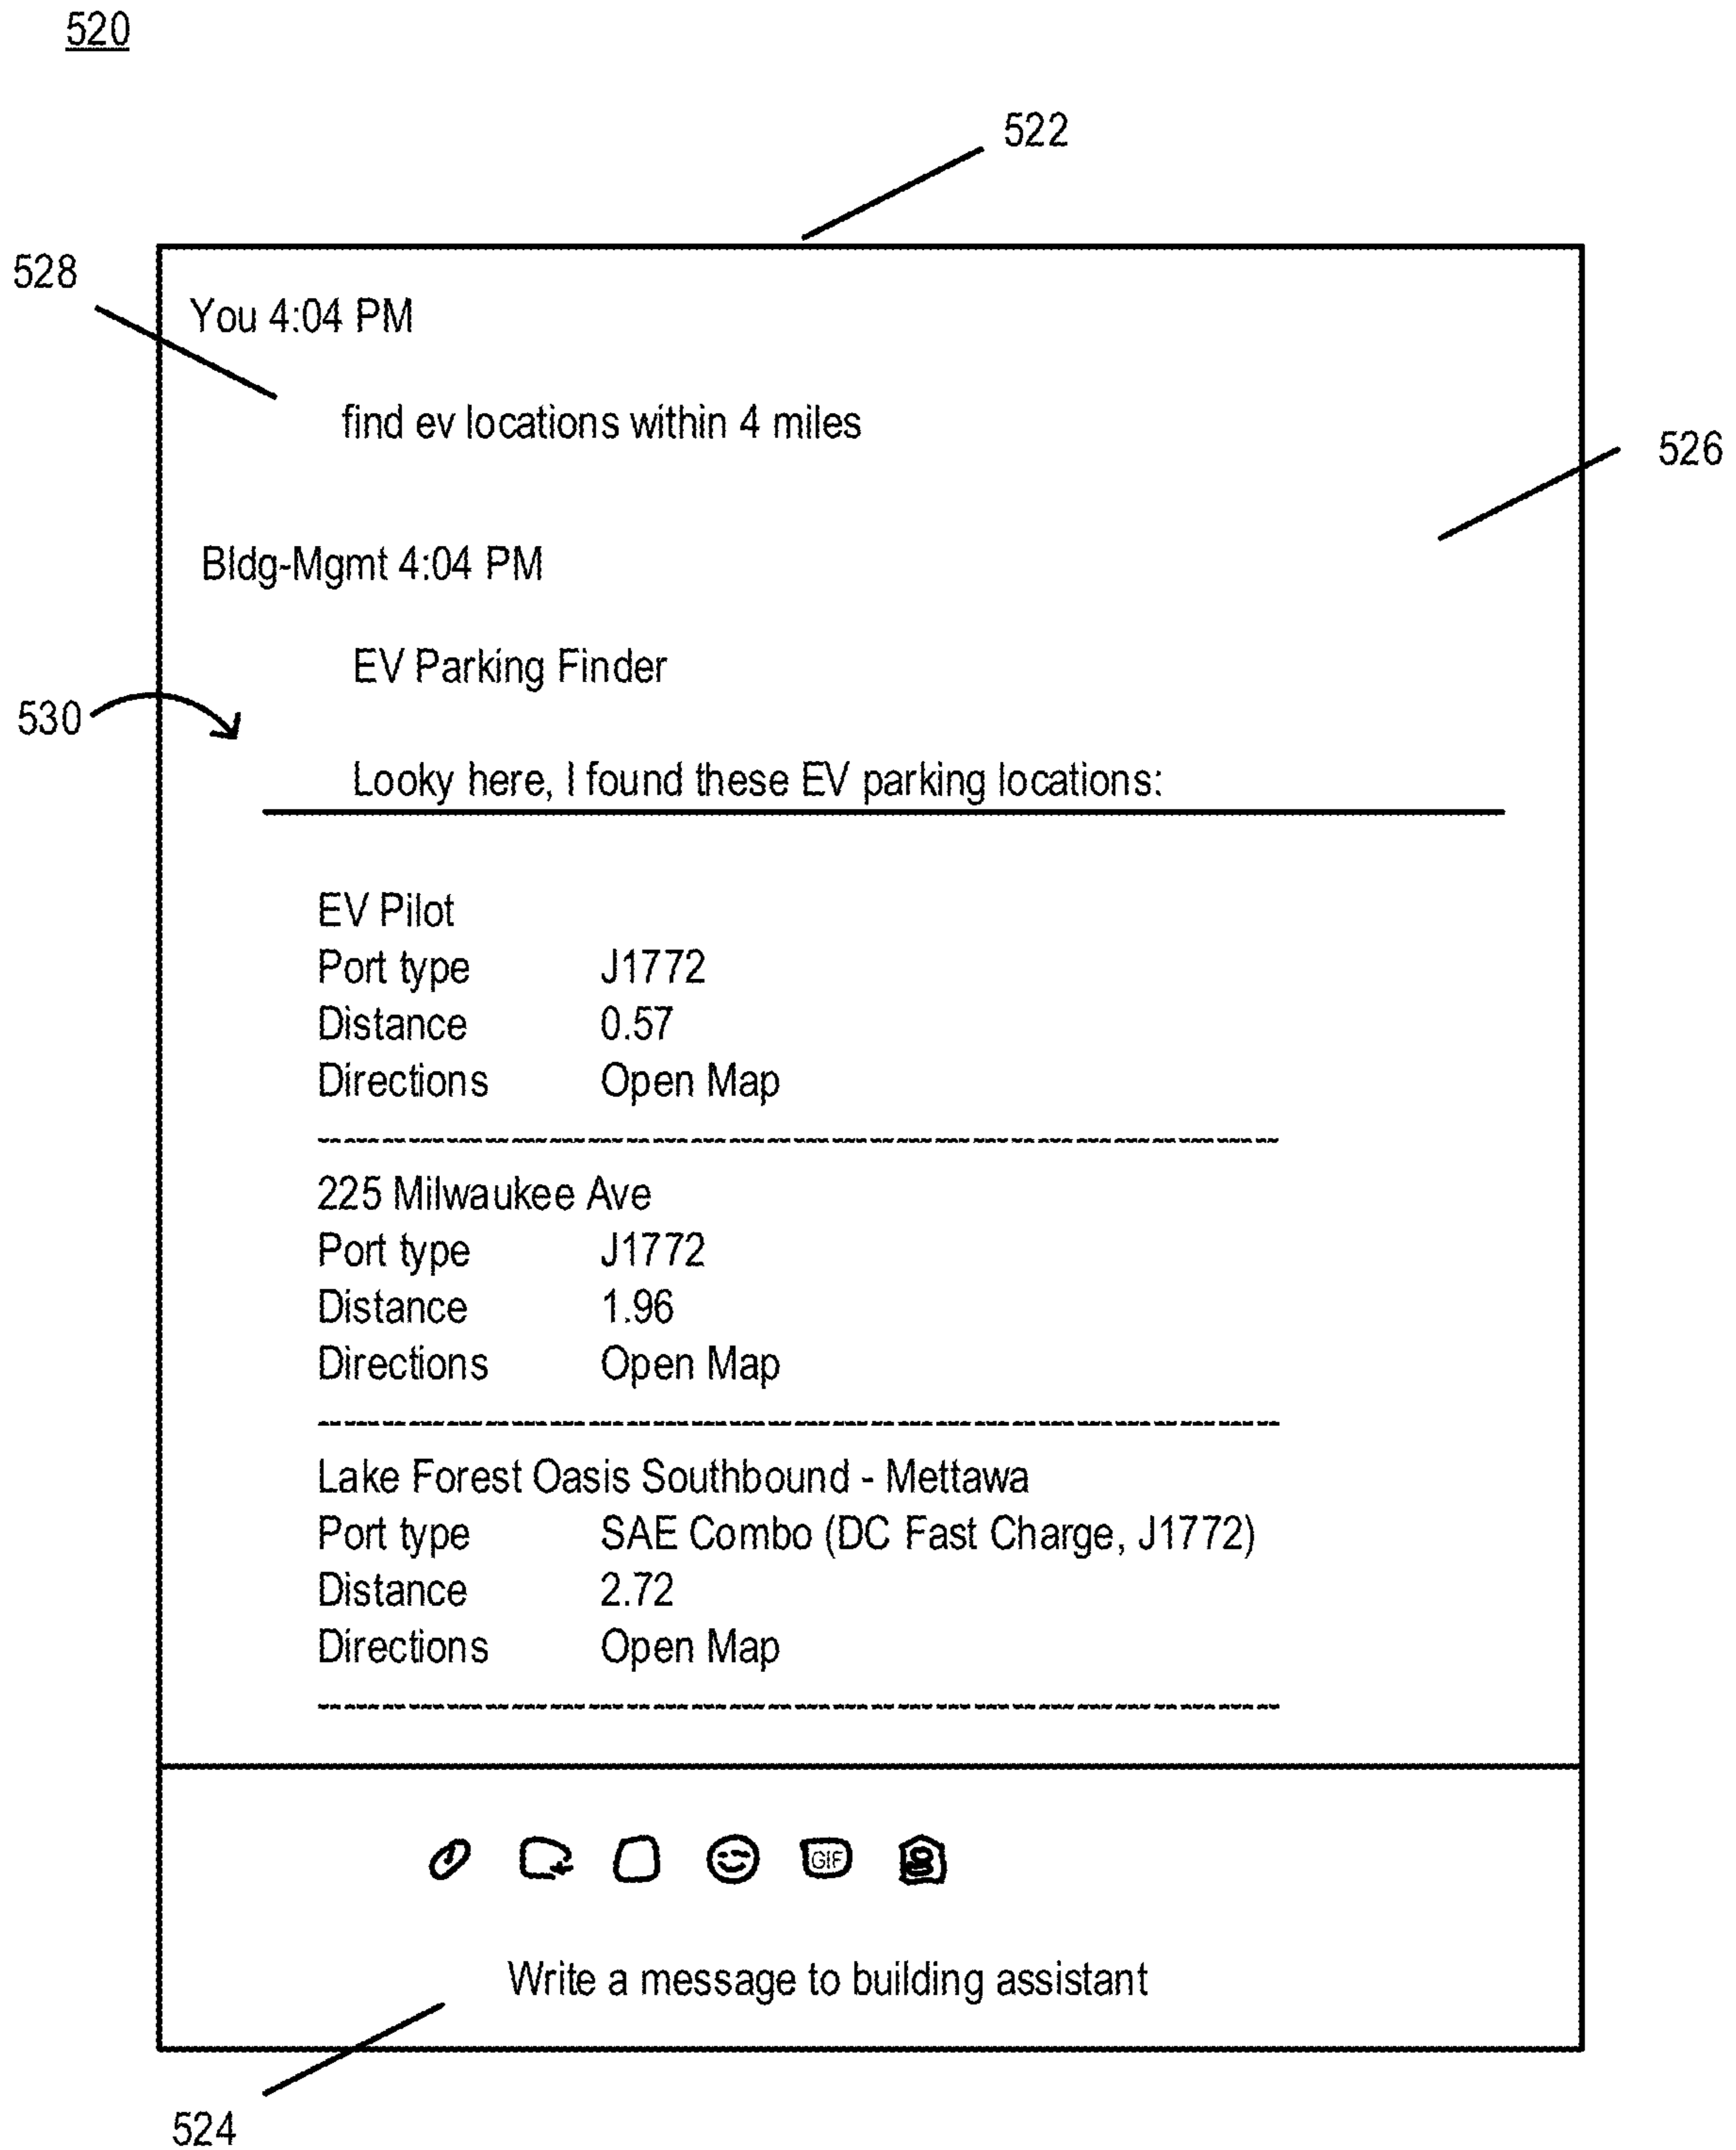 520
522
528
You 4:04 PM
find ev locations within 4 miles
526
Bldg-Mgmt 4:04 PM
EV Parking Finder
530
Looky here, I found these EV parking locations:
EV Pilot
Port type J1772
Distance 0.57
Directions Open Map
225 Milwaukee Ave
Port type J1772
Distance 1.96
Directions Open Map
Lake Forest Oasis Southbound - Mettawa
Port type SAE Combo (DC Fast Charge, J1772)
Distance 2.72
Directions Open Map
GIF
Write a message to building assistant
524